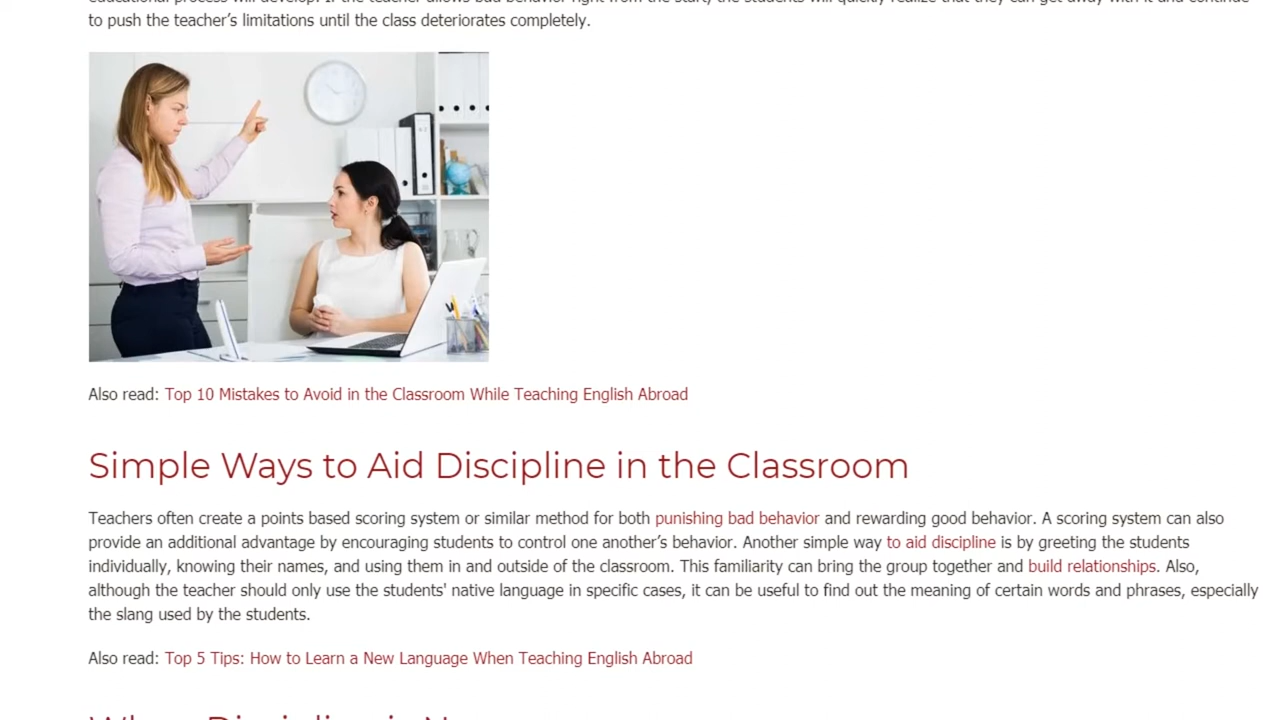 to push the teacher’s limitations until the class deteriorates completely.
Also read: Top 10 Mistakes to Avoid in the Classroom While Teaching English Abroad
Simple Ways to Aid Discipline in the Classroom
Teachers often create a points based scoring system or similar method for both punishing bad behavior and rewarding good behavior. A scoring system can also
provide an additional advantage by encouraging students to control one another’s behavior. Another simple way to aid discipline is by greeting the students
individually, knowing their names, and using them in and outside of the classroom. This familiarity can bring the group together and build relationships. Also,
although the teacher should only use the students' native language in specific cases, it can be useful to find out the meaning of certain words and phrases, especially
the slang used by the students.
Also read: Top 5 Tips: How to Learn a New Language When Teaching English Abroad